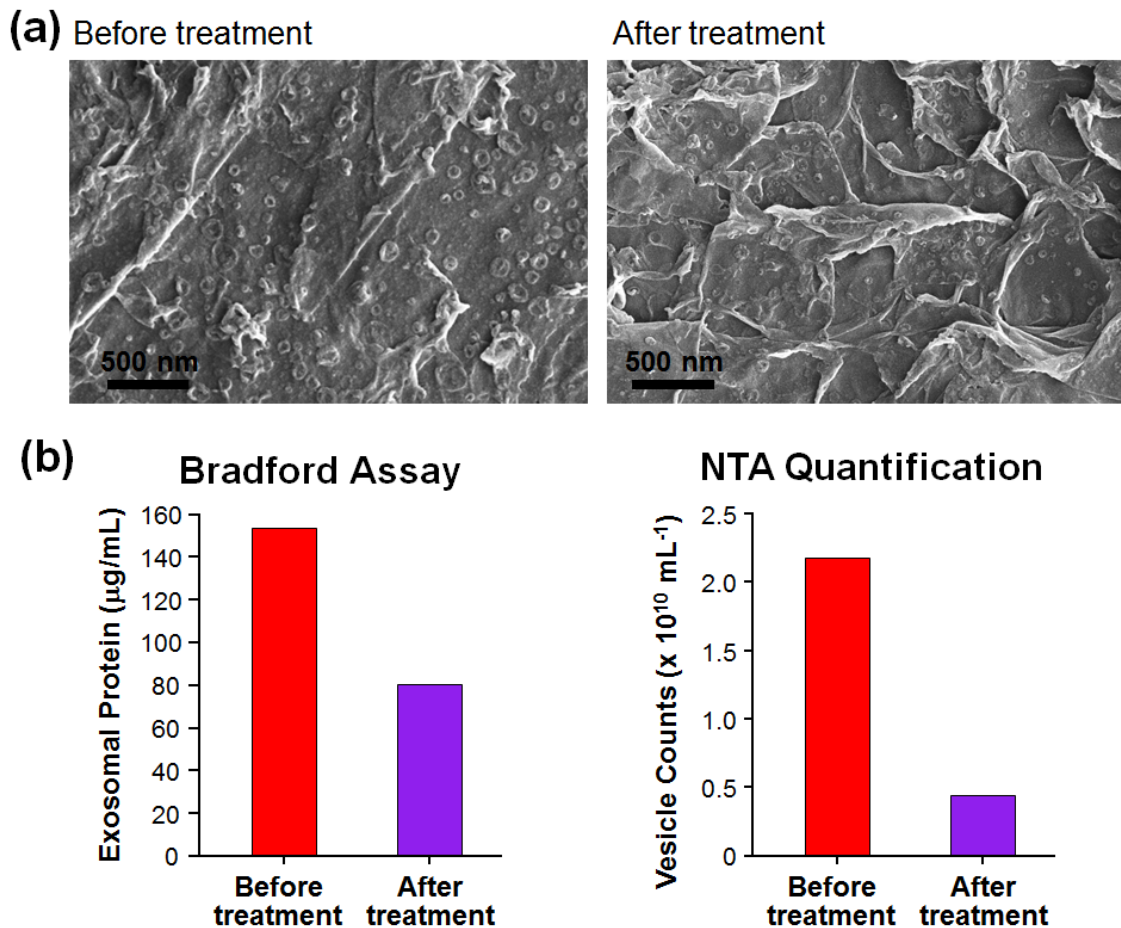 (a) Before treatment
After treatment
500 nm
500 nm
(b)
Bradford Assay
Exosomal Protein (µg/mL)
160
140
120
100
80
60
40
20
0
Before treatment
After treatment
NTA Quantification
Vesicle Counts (x 10¹⁰ mL⁻¹)
2.5
2.0
1.5
1.0
0.5
0
Before treatment
After treatment